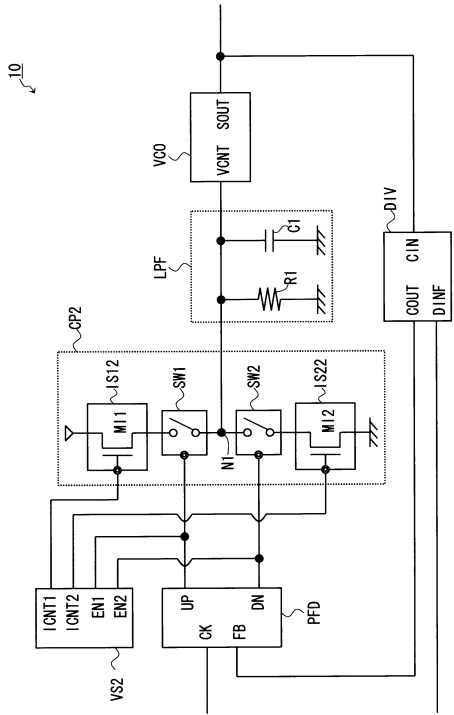 10
CP2
IS12
MI1
SW1
N1
SW2
IS22
MI2
LPF
R1
C1
VCO
VCNT
SOUT
DIV
COUT
CIN
DINF
ICNT1
ICNT2
EN1
EN2
VS2
UP
DN
CK
FB
PFD